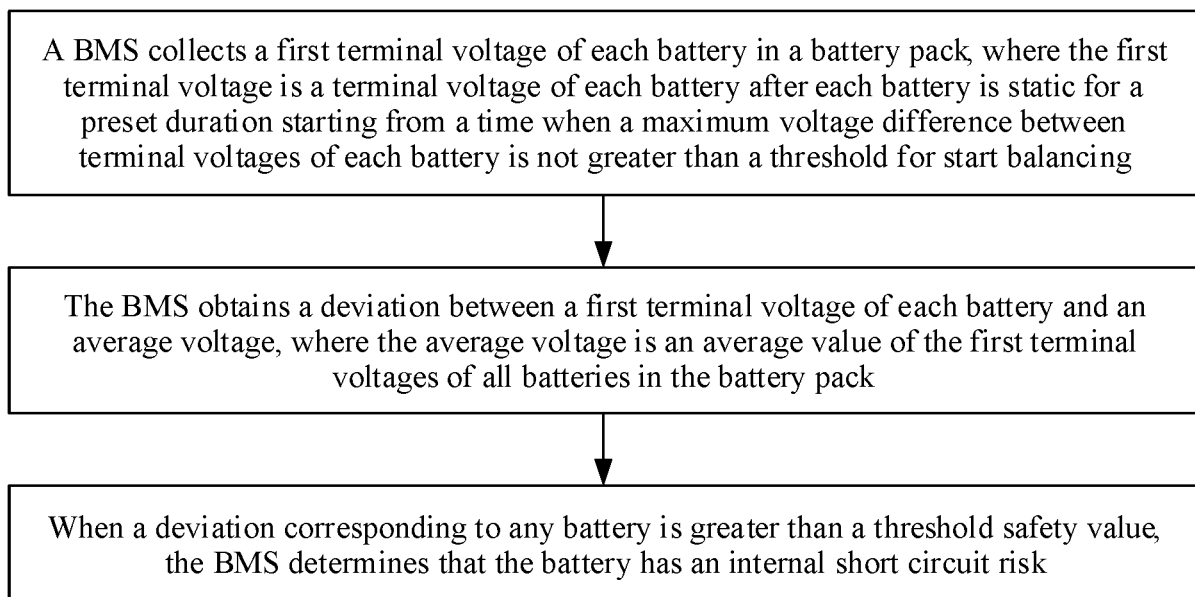 A BMS collects a first terminal voltage of each battery in a battery pack, where the first
terminal voltage is a terminal voltage of each battery after each battery is static for a
preset duration starting from a time when a maximum voltage difference between
terminal voltages of each battery is not greater than a threshold for start balancing
The BMS obtains a deviation between a first terminal voltage of each battery and an
average voltage, where the average voltage is an average value of the first terminal
voltages of all batteries in the battery pack
When a deviation corresponding to any battery is greater than a threshold safety value,
the BMS determines that the battery has an internal short circuit risk